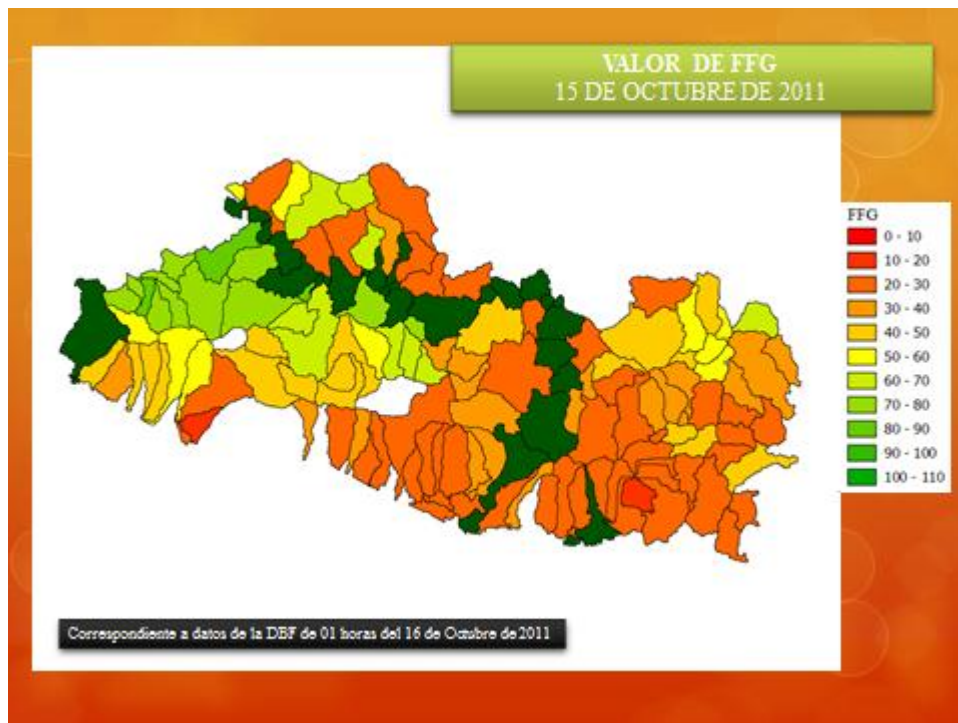 VALOR DE FFG
15 DE OCTUBRE DE 2011
FFG
0 - 10
10 - 20
20 - 30
30 - 40
40 - 50
50 - 60
60 - 70
70 - 80
80 - 90
90 - 100
100 - 110
Correspondiente a datos de la DBF de 01 horas del 16 de Octubre de 2011